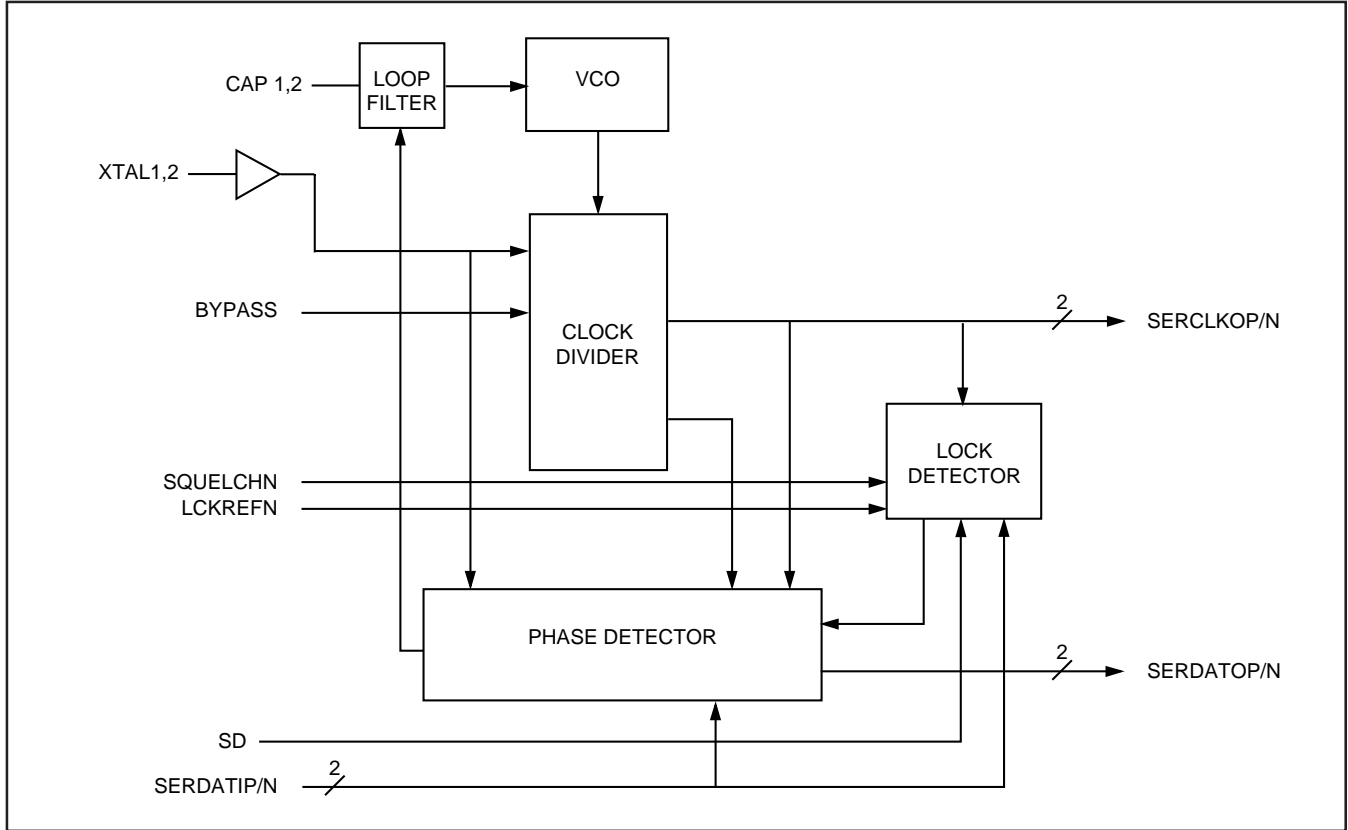 CAP 1,2
LOOP
FILTER
VCO
XTAL1,2
BYPASS
CLOCK
DIVIDER
2
SERCLKOP/N
LOCK
DETECTOR
SQUELCHN
LCKREFN
PHASE DETECTOR
2
SERDATOP/N
SD
2
SERDATIP/N